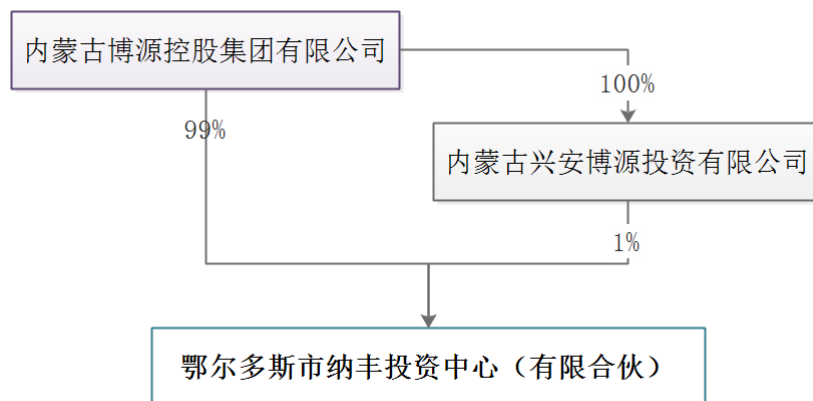 内蒙古博源控股集团有限公司
100%
99%
内蒙古兴安博源投资有限公司
1%
鄂尔多斯市纳丰投资中心（有限合伙）